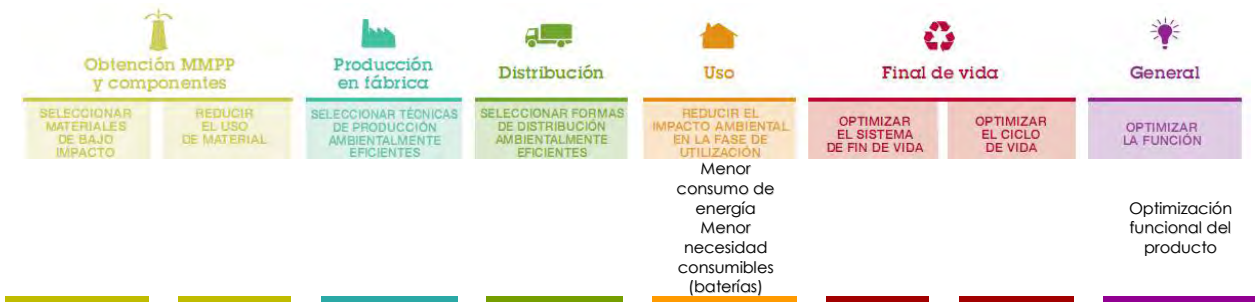 Obtención MMPP
y componentes
Producción
en fábrica
Distribución
Uso
Final de vida
General
SELECCIONAR
MATERIALES
DE BAJO
IMPACTO
REDUCIR
EL USO
DE MATERIAL
SELECCIONAR TÉCNICAS
DE PRODUCCIÓN
AMBIENTALMENTE
EFICIENTES
SELECCIONAR FORMAS
DE DISTRIBUCIÓN
AMBIENTALMENTE
EFICIENTES
REDUCIR EL
IMPACTO AMBIENTAL
EN LA FASE DE
UTILIZACIÓN
OPTIMIZAR
EL SISTEMA
DE FIN DE VIDA
OPTIMIZAR
EL CICLO
DE VIDA
OPTIMIZAR
LA FUNCIÓN
Menor
consumo de
energía
Menor
necesidad
consumibles
(baterías)
Optimización
funcional del
producto